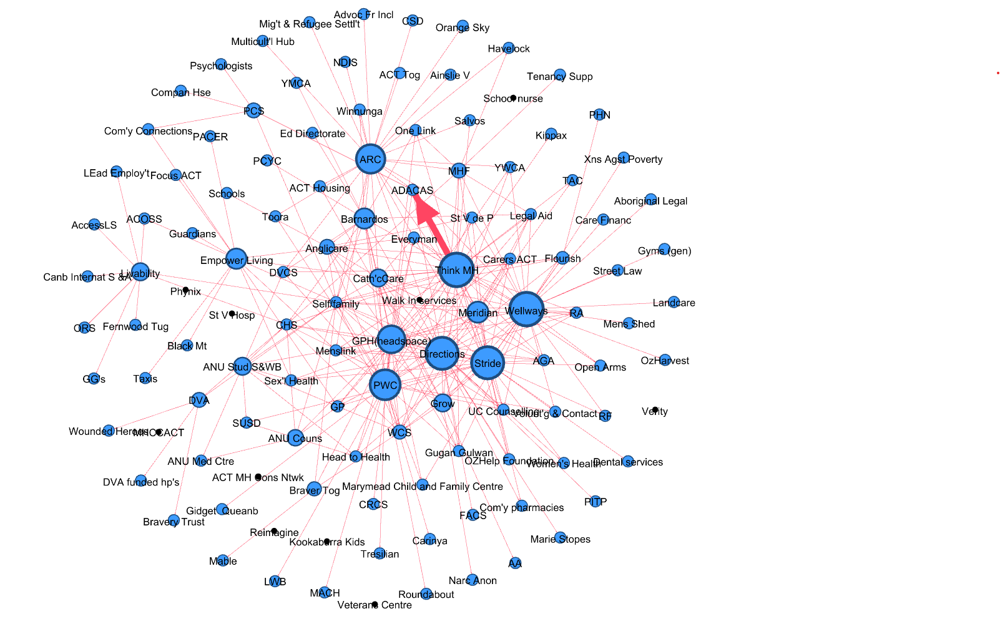 Advoc Fr Incl
Mig't & Refugee Settl't
CSD
Orange Sky
Multicult'l Hub
Havelock
Psychologists
NDIS
ACT Tog
Ainslie V
Tenancy Supp
YMCA
Compan Hse
School nurse
PCS
Winnunga
PHN
Salvos
Com'y Connections
PACER
Ed Directorate
One Link
Kippax
ARC
Xns Agst Poverty
PCYC
LEad Employ't
Focus ACT
MHF
YWCA
TAC
ACT Housing
ADACAS
Schools
Aboriginal Legal
Toora
Barnardos
St V de P
Legal Aid
Care Financ
AccessLS
ACOSS
Guardians
Everyman
Anglicare
Gyms (gen)
Empower Living
Carers ACT
Flourish
Livability
DVCS
Think MH
Street Law
Canb Internat S &A
Cath'cCare
Phynix
Self/family
Walk In services
Landcare
St V Hosp
Meridian
Wellways
RA
ORS
Fernwood Tug
CHS
Mens Shed
Black Mt
GPH(headspace)
Menslink
Directions
Stride
AGA
OzHarvest
ANU Stud S&WB
Open Arms
GG's
Taxis
Sex'l Health
PWC
DVA
GP
Grow
UC Counselling
Volunt'g & Contact
RF
Verity
Wounded Heroes
MHCCACT
SUSD
WCS
ANU Couns
Gugan Gulwan
Head to Health
ANU Med Ctre
OZHelp Foundation
Women's Health
Dental services
DVA funded hp's
ACT MH Cons Ntwk
Braver Tog
Marymead Child and Family Centre
CRCS
Gidget Queanb
Com'y pharmacies
PITP
Bravery Trust
FACS
Reimagine
Kookaburra Kids
Carinya
Marie Stopes
Mable
Tresilian
AA
LWB
Narc Anon
MACH
Roundabout
Veterans Centre